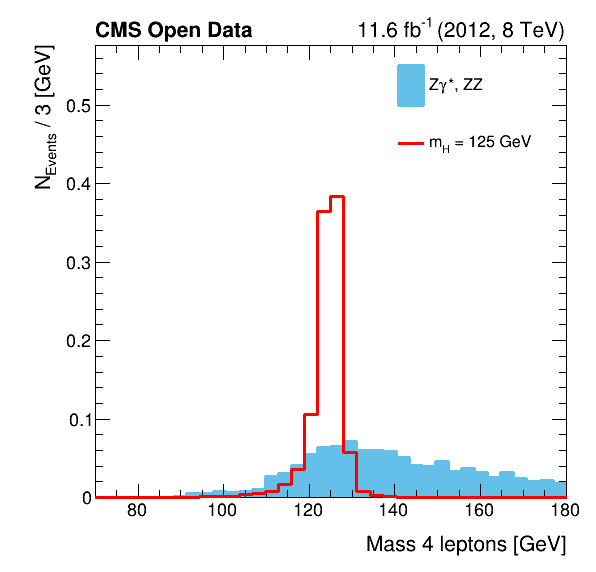 CMS Open Data 11.6 fb⁻¹ (2012, 8 TeV)
N_Events / 3 [GeV]
Zγ*, ZZ
m_H = 125 GeV
0.5
0.4
0.3
0.2
0.1
0
80 100 120 140 160 180
Mass 4 leptons [GeV]